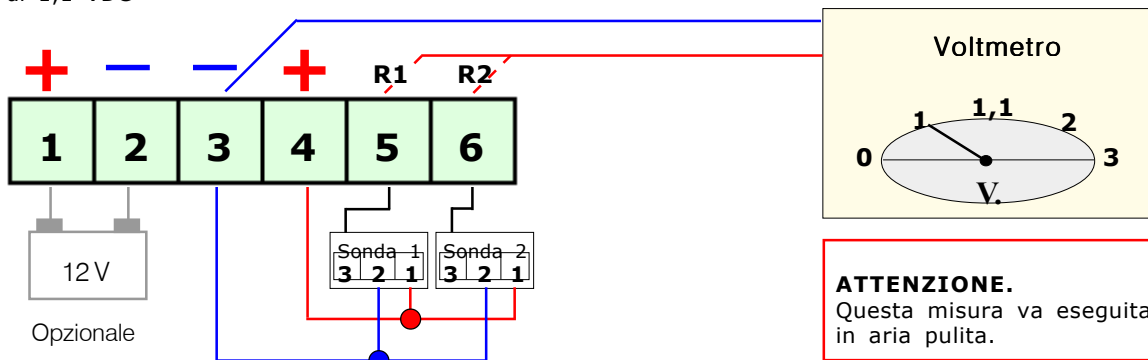 + − − + R1 R2
1 2 3 4 5 6
12 V
Opzionale
Sonda 1
3 2 1
Sonda 2
3 2 1
Voltmetro
0 1 1,1 2 3
V.
ATTENZIONE.
Questa misura va eseguita
in aria pulita.